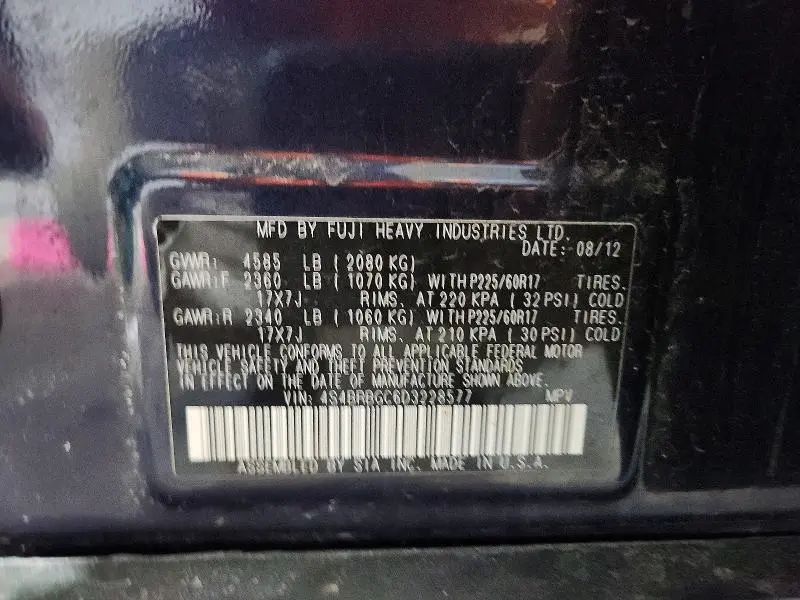 MFD BY FUJI HEAVY INDUSTRIES LTD.
DATE: 08/12
GVWR: 4585 LB ( 2080 KG)
GAWR:F 2360 LB ( 1070 KG) WITH P225/60R17 TIRES.
17X7J RIMS. AT 220 KPA ( 32 PSI) COLD
GAWR:R 2340 LB ( 1060 KG) WITH P225/60R17 TIRES.
17X7J RIMS. AT 210 KPA ( 30 PSI) COLD
THIS VEHICLE CONFORMS TO ALL APPLICABLE FEDERAL MOTOR
VEHICLE SAFETY AND THEFT PREVENTION STANDARDS
IN EFFECT ON THE DATE OF MANUFACTURE SHOWN ABOVE.
VIN: 4S4BRBGC6D3228577 MPV
ASSEMBLED BY SIA INC. MADE IN U.S.A.